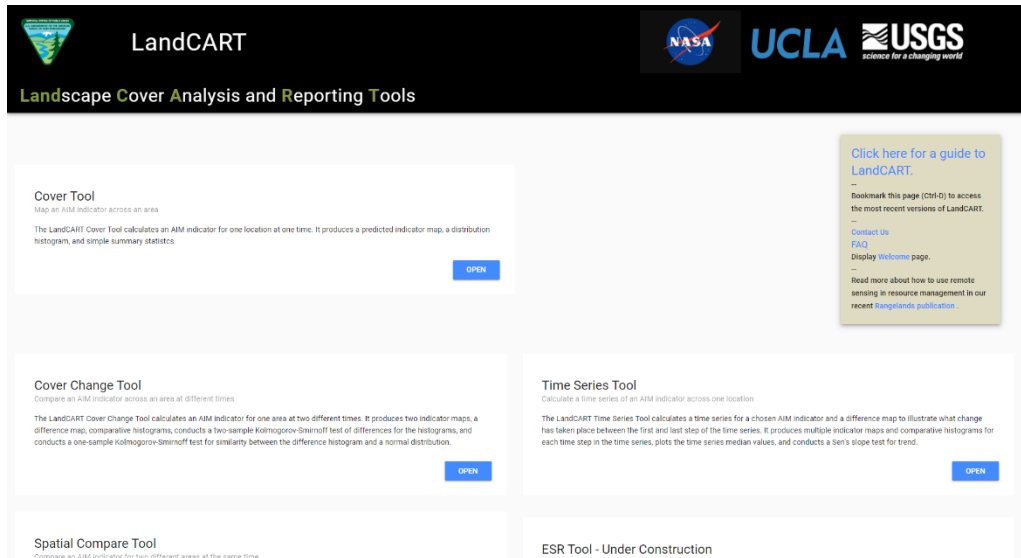 LandCART
NASA
UCLA
USGS
science for a changing world
Landscape Cover Analysis and Reporting Tools
Click here for a guide to
LandCART.
--
Bookmark this page (Ctrl-D) to access
the most recent versions of LandCART.
--
Contact Us
FAQ
Display Welcome page.
--
Read more about how to use remote
sensing in resource management in our
recent Rangelands publication .
Cover Tool
Map an AIM indicator across an area
The LandCART Cover Tool calculates an AIM indicator for one location at one time. It produces a predicted indicator map, a distribution
histogram, and simple summary statistcs.
OPEN
Cover Change Tool
Compare an AIM indicator across an area at different times
The LandCART Cover Change Tool calculates an AIM indicator for one area at two different times. It produces two indicator maps, a
difference map, comparative histograms, conducts a two-sample Kolmogorov-Smirnoff test of differences for the histograms, and
conducts a one-sample Kolmogorov-Smirnoff test for similarity between the difference histogram and a normal distribution.
OPEN
Time Series Tool
Calculate a time series of an AIM indicator across one location
The LandCART Time Series Tool calculates a time series for a chosen AIM indicator and a difference map to illustrate what change
has taken place between the first and last step of the time series. It produces multiple indicator maps and comparative histograms for
each time step in the time series, plots the time series median values, and conducts a Sen's slope test for trend.
OPEN
Spatial Compare Tool
Compare an AIM indicator for two different areas at the same time
ESR Tool - Under Construction